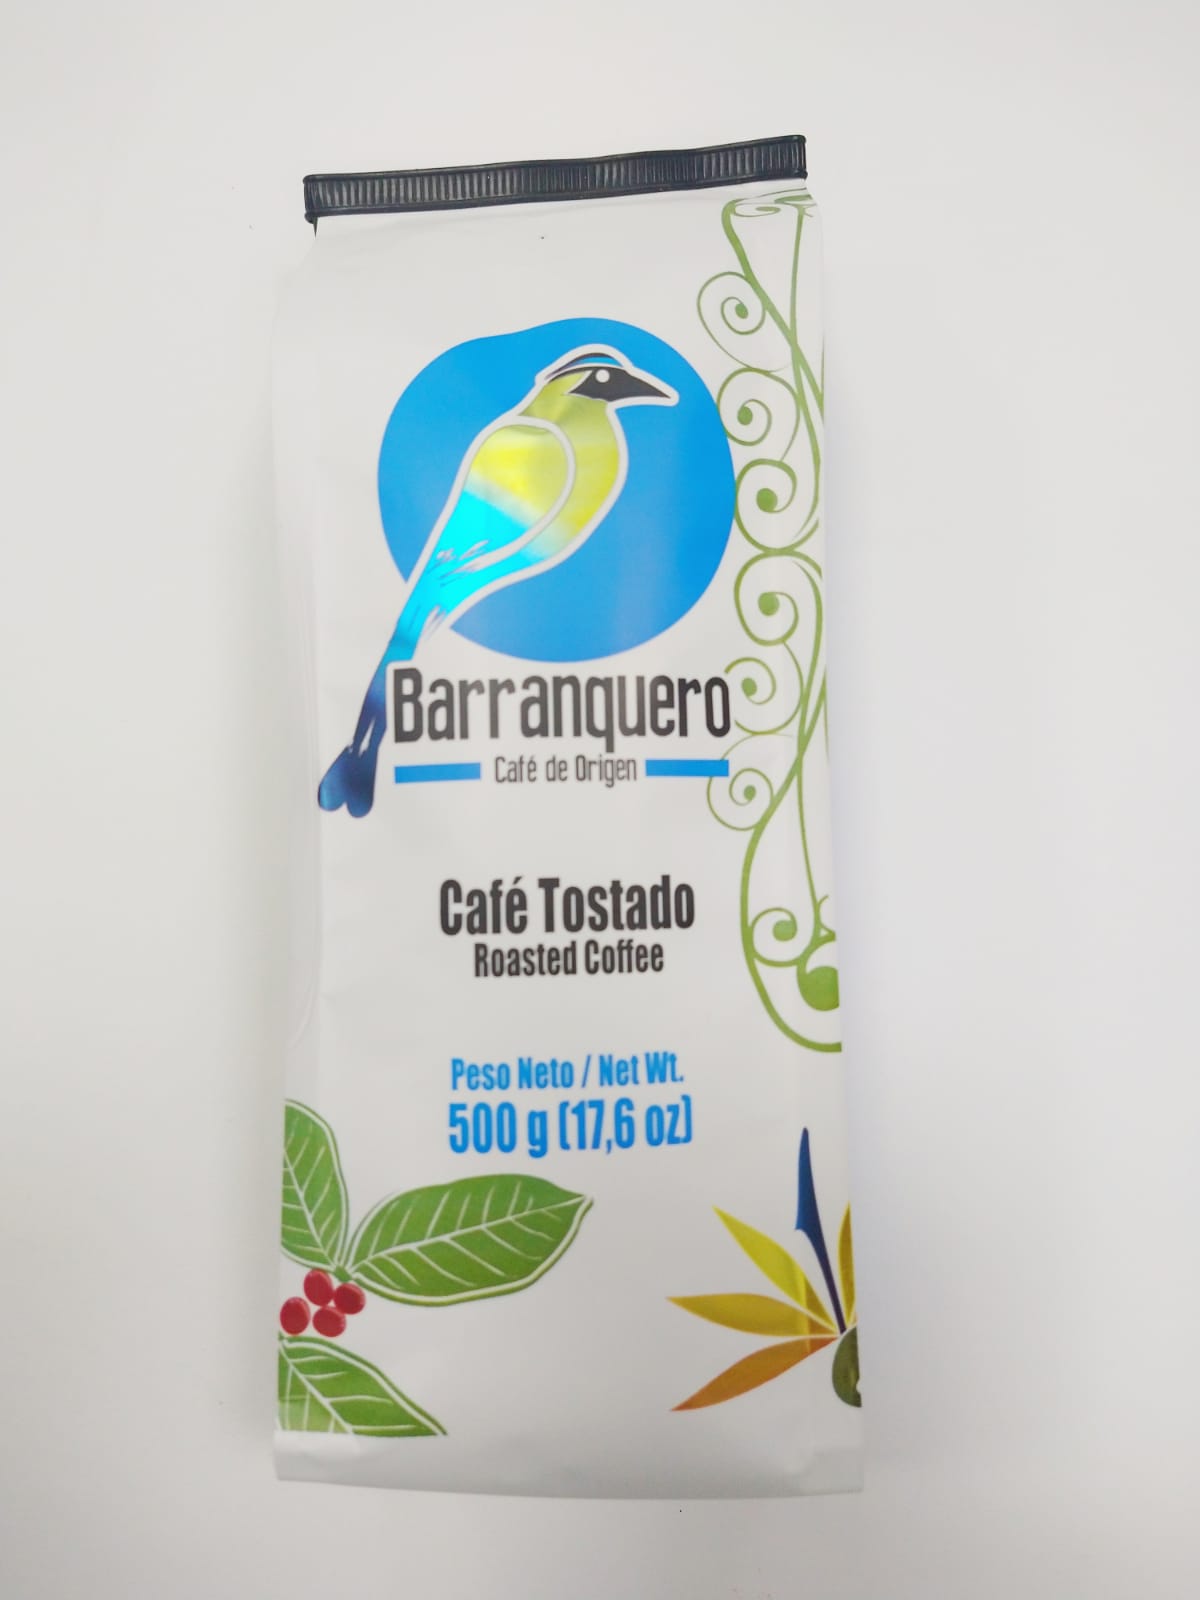 Barranquero
Café de Origen
Café Tostado
Roasted Coffee
Peso Neto / Net Wt.
500 g (17,6 oz)